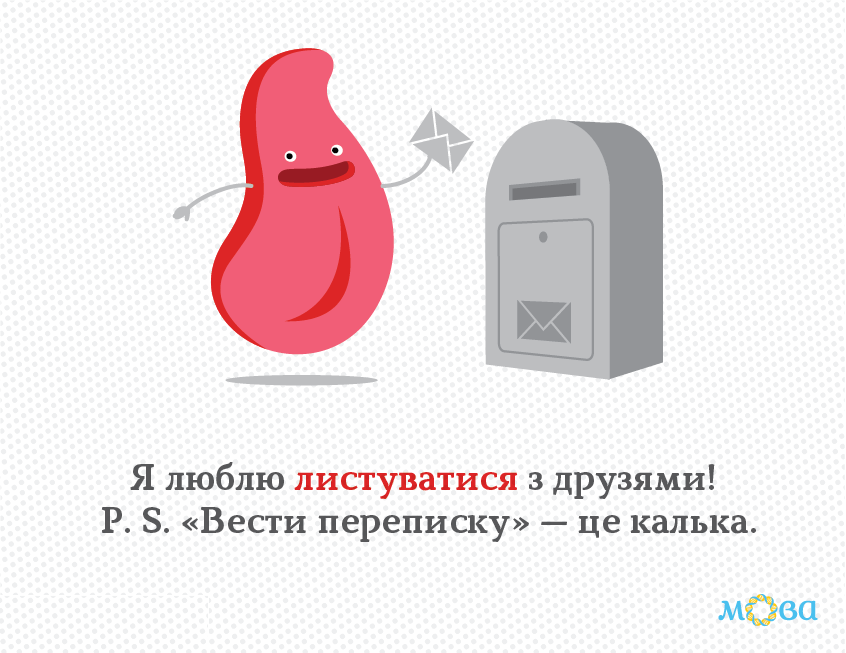 Я люблю листуватися з друзями!
P. S. «Вести переписку» — це калька.
мова